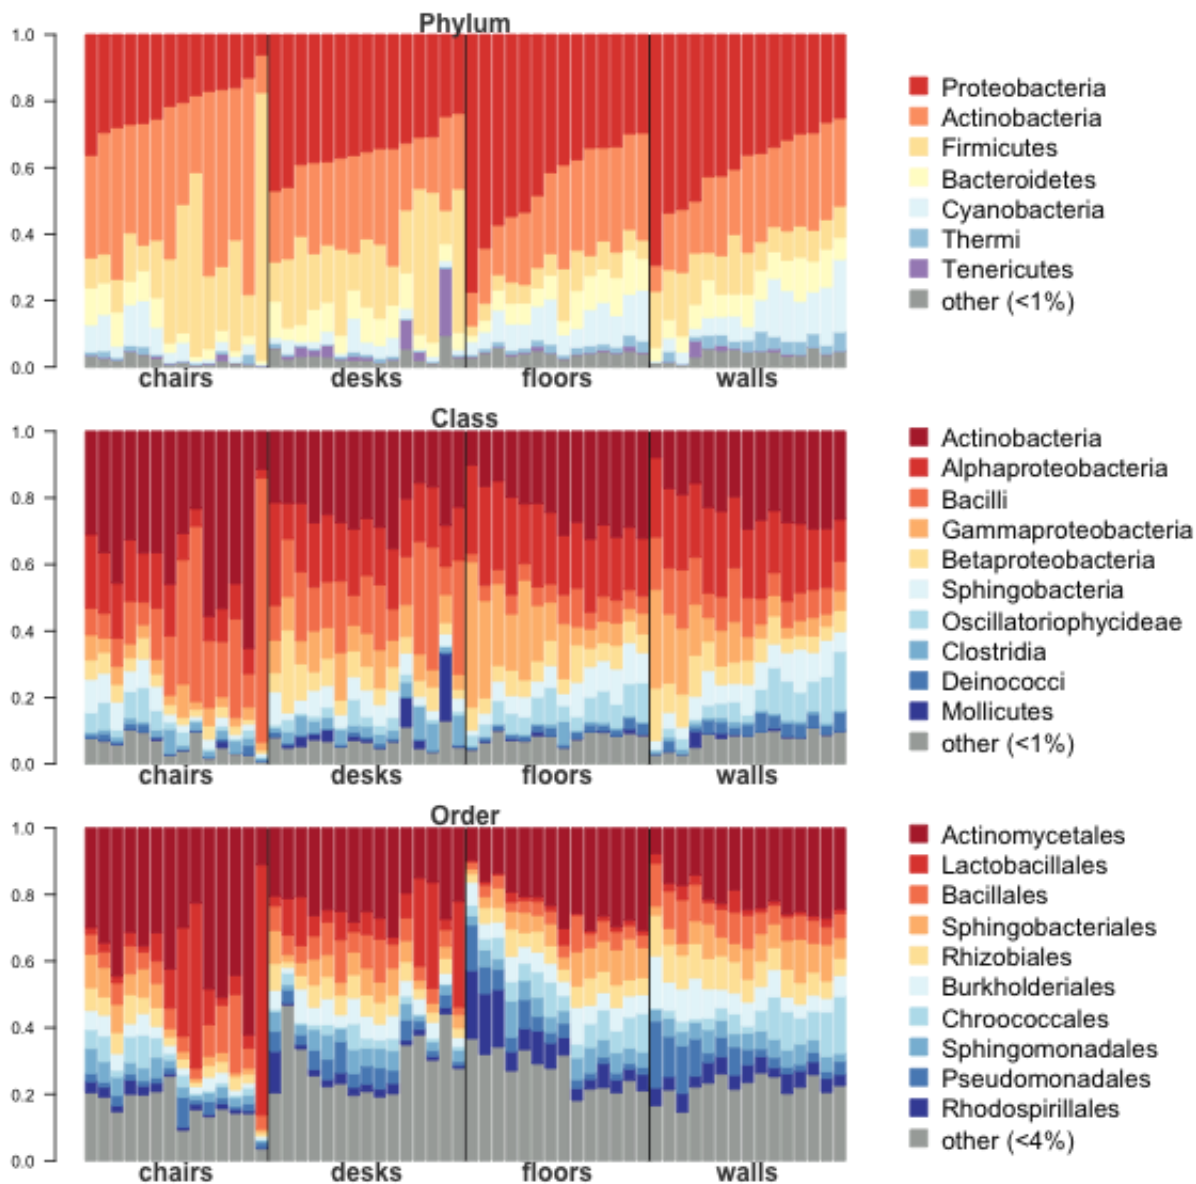 Phylum
1.0
0.8
0.6
0.4
0.2
0.0
chairs desks floors walls
Proteobacteria
Actinobacteria
Firmicutes
Bacteroidetes
Cyanobacteria
Thermi
Tenericutes
other (<1%)
Class
1.0
0.8
0.6
0.4
0.2
0.0
chairs desks floors walls
Actinobacteria
Alphaproteobacteria
Bacilli
Gammaproteobacteria
Betaproteobacteria
Sphingobacteria
Oscillatoriophycideae
Clostridia
Deinococci
Mollicutes
other (<1%)
Order
1.0
0.8
0.6
0.4
0.2
0.0
chairs desks floors walls
Actinomycetales
Lactobacillales
Bacillales
Sphingobacteriales
Rhizobiales
Burkholderiales
Chroococcales
Sphingomonadales
Pseudomonadales
Rhodospirillales
other (<4%)